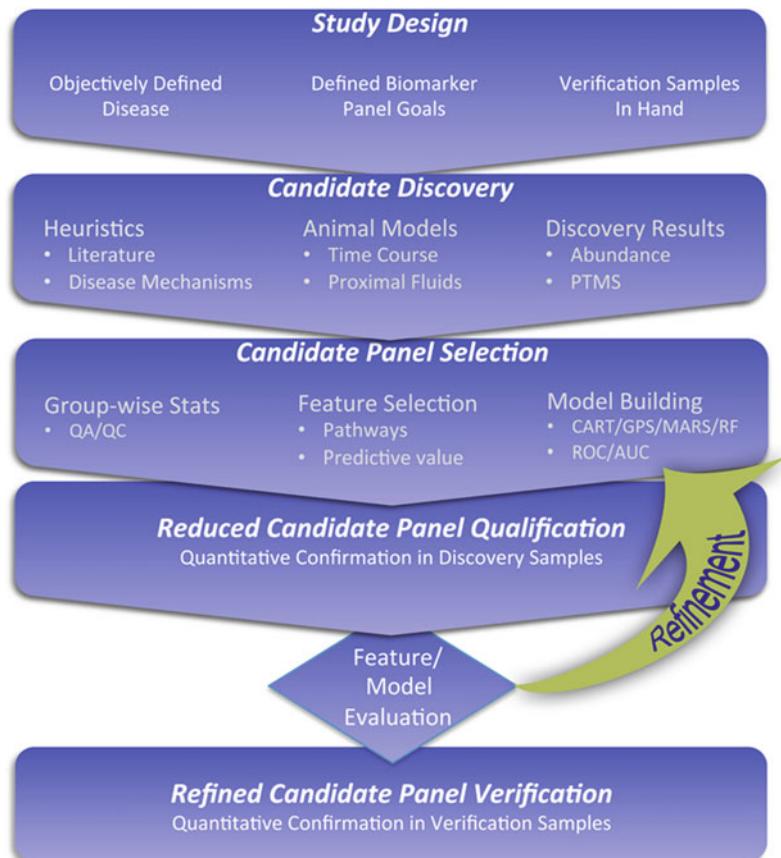 Study Design
Objectively Defined
Disease
Defined Biomarker
Panel Goals
Verification Samples
In Hand
Candidate Discovery
Heuristics
• Literature
• Disease Mechanisms
Animal Models
• Time Course
• Proximal Fluids
Discovery Results
• Abundance
• PTMS
Candidate Panel Selection
Group-wise Stats
• QA/QC
Feature Selection
• Pathways
• Predictive value
Model Building
• CART/GPS/MARS/RF
• ROC/AUC
Reduced Candidate Panel Qualification
Quantitative Confirmation in Discovery Samples
Refinement
Feature/
Model
Evaluation
Refined Candidate Panel Verification
Quantitative Confirmation in Verification Samples